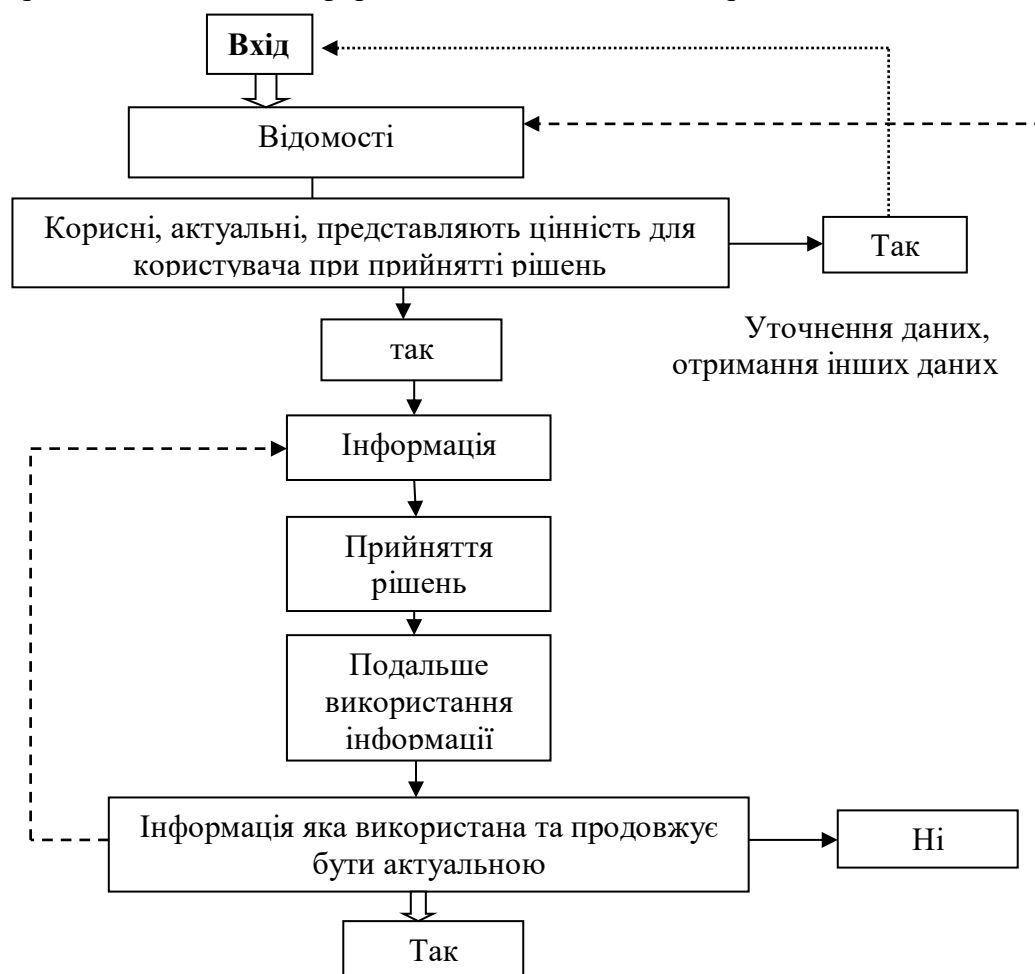 Вхід
Відомості
Корисні, актуальні, представляють цінність для
користувача при прийнятті рішень
Так
так
Уточнення даних,
отримання інших даних
Інформація
Прийняття
рішень
Подальше
використання
інформації
Інформація яка використана та продовжує
бути актуальною
Ні
Так